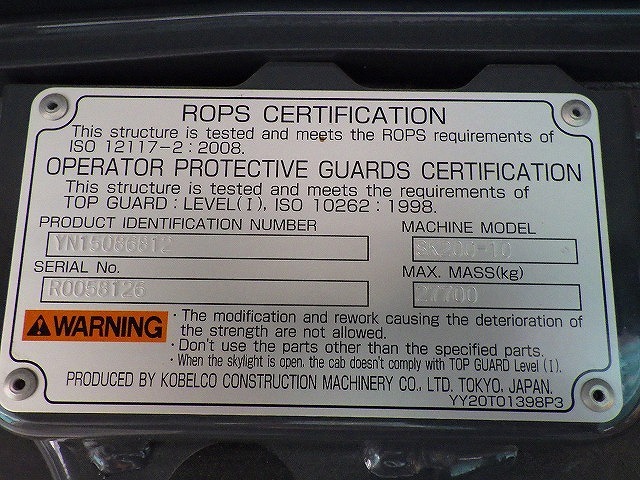 ROPS CERTIFICATION
This structure is tested and meets the ROPS requirements of
ISO 12117-2:2008.
OPERATOR PROTECTIVE GUARDS CERTIFICATION
This structure is tested and meets the requirements of
TOP GUARD : LEVEL(I), ISO 10262 : 1998.
PRODUCT IDENTIFICATION NUMBER
YN15086812
MACHINE MODEL
SK200-10
SERIAL No.
R0058126
MAX. MASS(kg)
27700
WARNING
· The modification and rework causing the deterioration of
the strength are not allowed.
· Don't use the parts other than the specified parts.
· When the skylight is open, the cab doesn't comply with TOP GUARD Level (I).
PRODUCED BY KOBELCO CONSTRUCTION MACHINERY CO., LTD. TOKYO, JAPAN.
YY20T01398P3